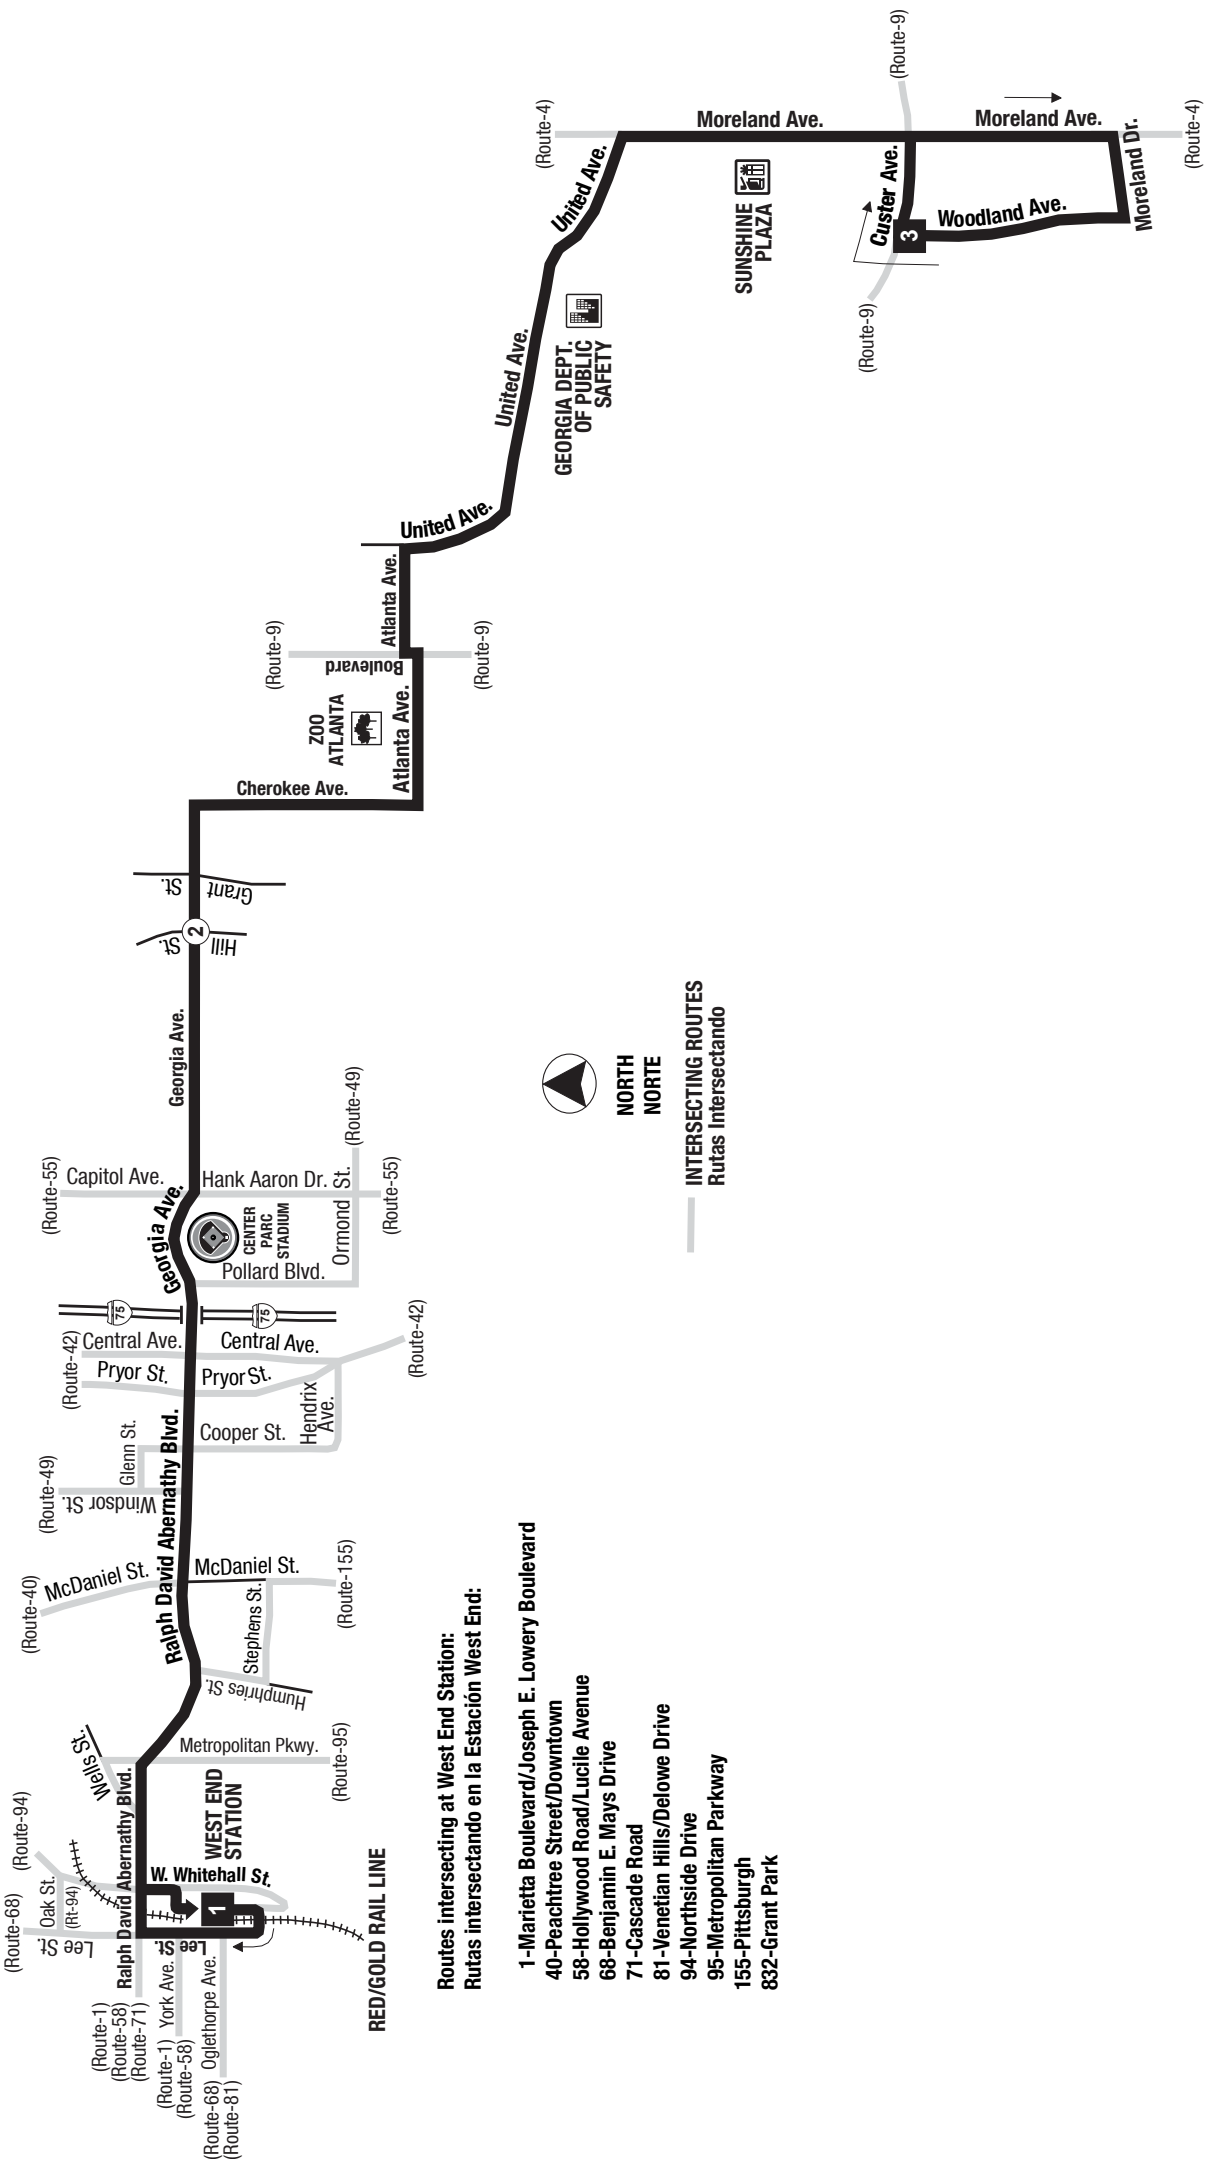 (Route-68)
(Route-94)
Lee St.
Oak St.
(Rt-94)
Wells St.
Ralph David Abernathy Blvd.
(Route-1)
(Route-58)
(Route-71)
York Ave.
(Route-1)
(Route-58)
Oglethorpe Ave.
(Route-68)
(Route-81)
Lee St.
W. Whitehall St.
1
WEST END
STATION
RED/GOLD RAIL LINE
Metropolitan Pkwy.
(Route-95)
Humphries St.
Stephens St.
(Route-40)
McDaniel St.
McDaniel St.
(Route-155)
Ralph David Abernathy Blvd.
(Route-49)
Windsor St.
Glenn St.
Cooper St.
Hendrix
Ave.
(Route-42)
Pryor St.
Pryor St.
Central Ave.
Central Ave.
(Route-42)
75
75
Georgia Ave.
Pollard Blvd.
CENTER
PARC
STADIUM
Ormond St.
(Route-49)
(Route-55)
Capitol Ave.
Hank Aaron Dr.
(Route-55)
Georgia Ave.
Hill
St.
2
Grant
St.
Cherokee Ave.
ZOO
ATLANTA
Atlanta Ave.
(Route-9)
Boulevard
(Route-9)
Atlanta Ave.
United Ave.
United Ave.
GEORGIA DEPT.
OF PUBLIC
SAFETY
United Ave.
(Route-4)
Moreland Ave.
SUNSHINE
PLAZA
(Route-9)
Custer Ave.
3
(Route-9)
Woodland Ave.
Moreland Ave.
Moreland Dr.
(Route-4)
NORTH
NORTE
INTERSECTING ROUTES
Rutas Intersectando
Routes intersecting at West End Station:
Rutas intersectando en la Estación West End:
1-Marietta Boulevard/Joseph E. Lowery Boulevard
40-Peachtree Street/Downtown
58-Hollywood Road/Lucile Avenue
68-Benjamin E. Mays Drive
71-Cascade Road
81-Venetian Hills/Delowe Drive
94-Northside Drive
95-Metropolitan Parkway
155-Pittsburgh
832-Grant Park